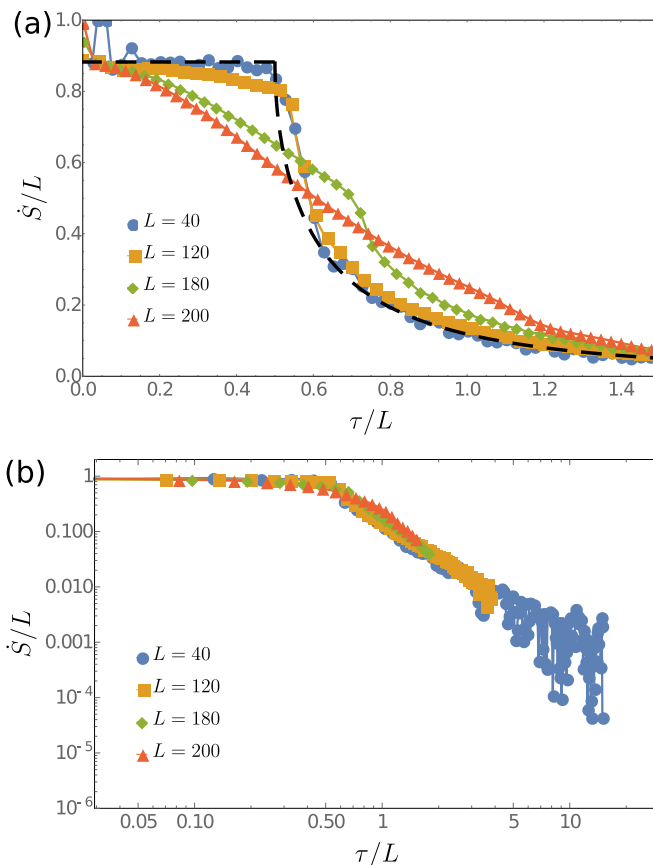 (a)
1.0
0.8
0.6
0.4
0.2
0.0
Ṡ/L
L = 40
L = 120
L = 180
L = 200
0.0 0.2 0.4 0.6 0.8 1.0 1.2 1.4
τ/L
(b)
1
0.100
0.010
0.001
10⁻⁴
10⁻⁵
10⁻⁶
Ṡ/L
L = 40
L = 120
L = 180
L = 200
0.05 0.10 0.50 1 5 10
τ/L